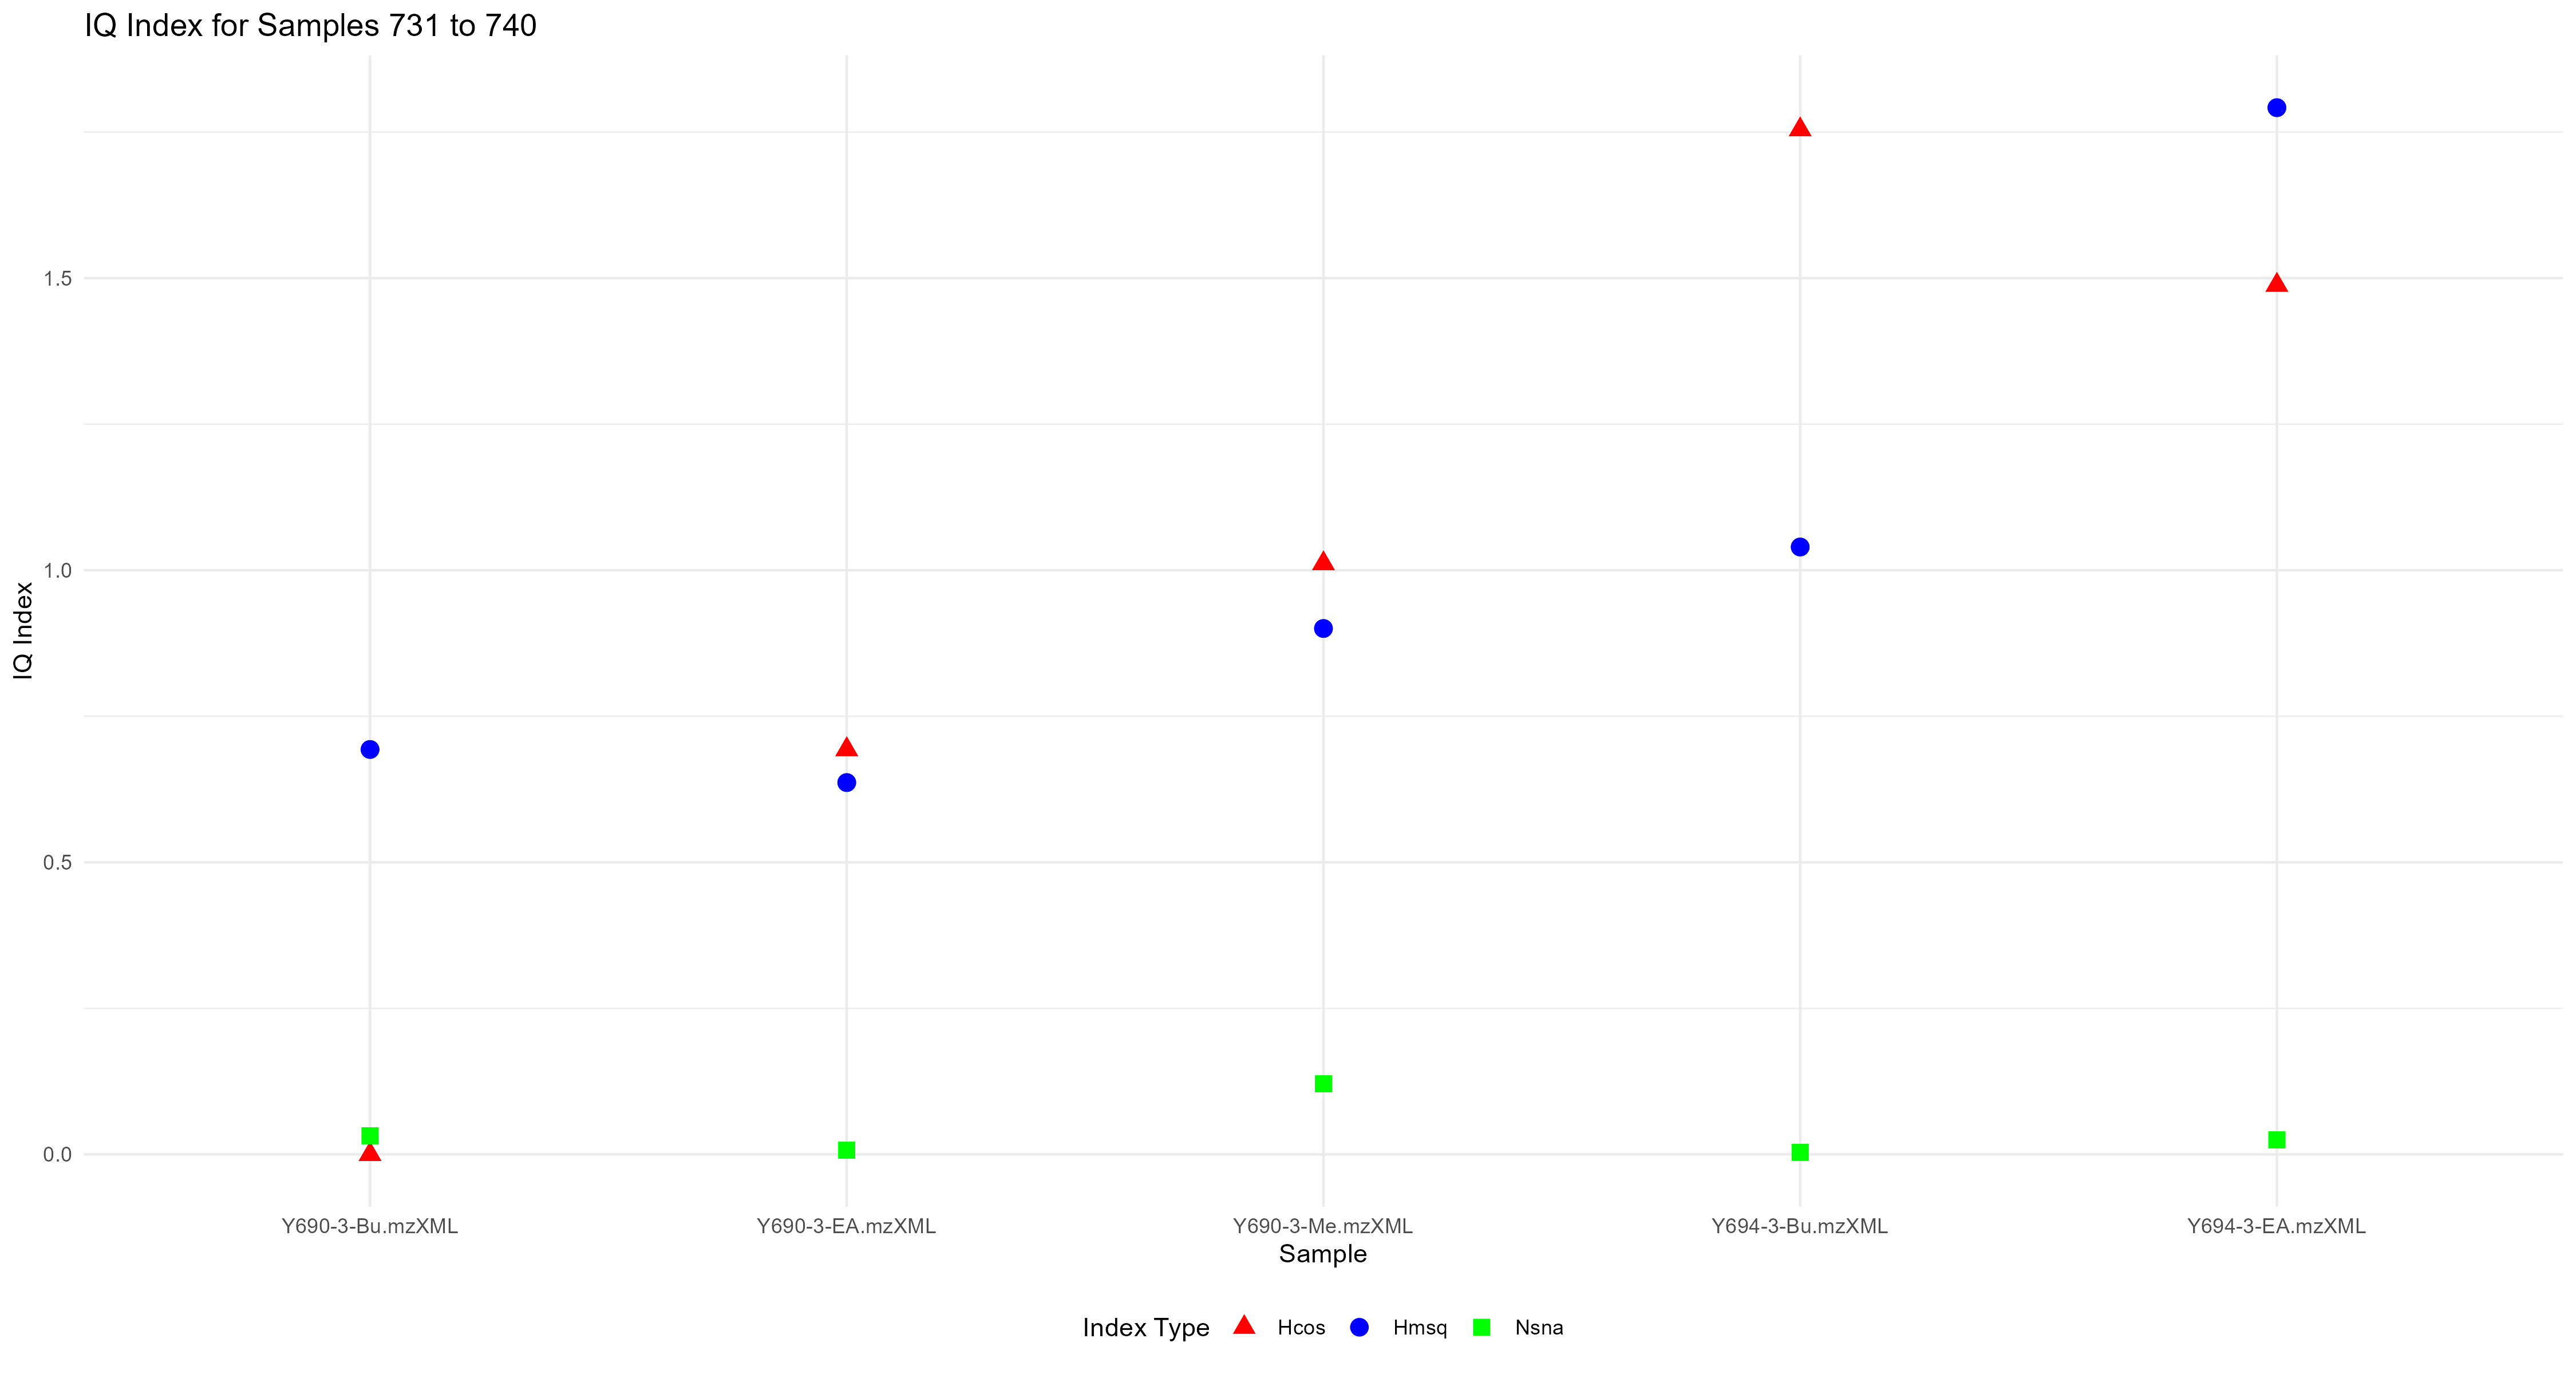 IQ Index for Samples 731 to 740
IQ Index
1.5
1.0
0.5
0.0
Y690-3-Bu.mzXML Y690-3-EA.mzXML Y690-3-Me.mzXML Y694-3-Bu.mzXML Y694-3-EA.mzXML
Sample
Index Type Hcos Hmsq Nsna